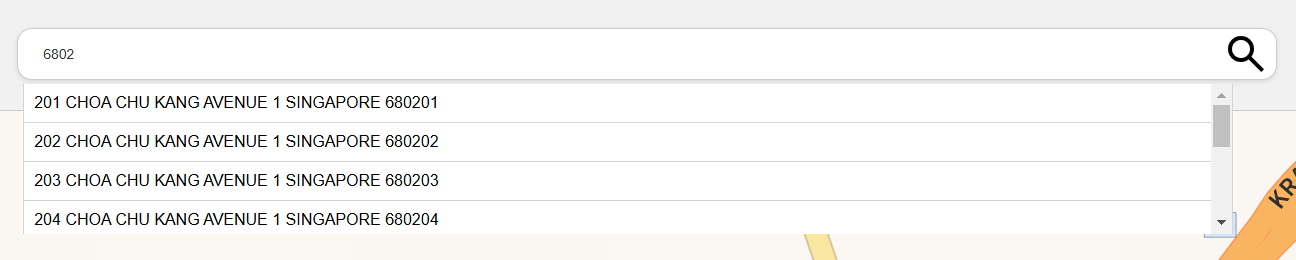 6802
201 CHOA CHU KANG AVENUE 1 SINGAPORE 680201
202 CHOA CHU KANG AVENUE 1 SINGAPORE 680202
203 CHOA CHU KANG AVENUE 1 SINGAPORE 680203
204 CHOA CHU KANG AVENUE 1 SINGAPORE 680204